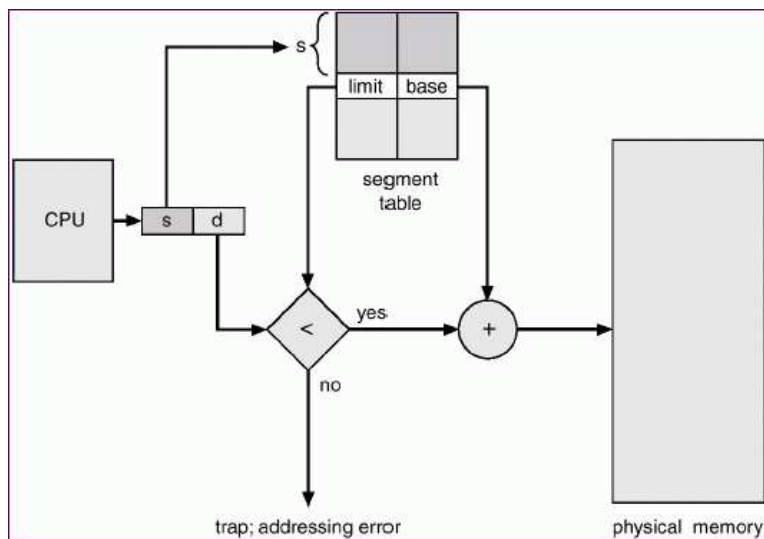 s
limit base
segment
table
CPU
s d
<
yes
+
no
trap; addressing error
physical memory